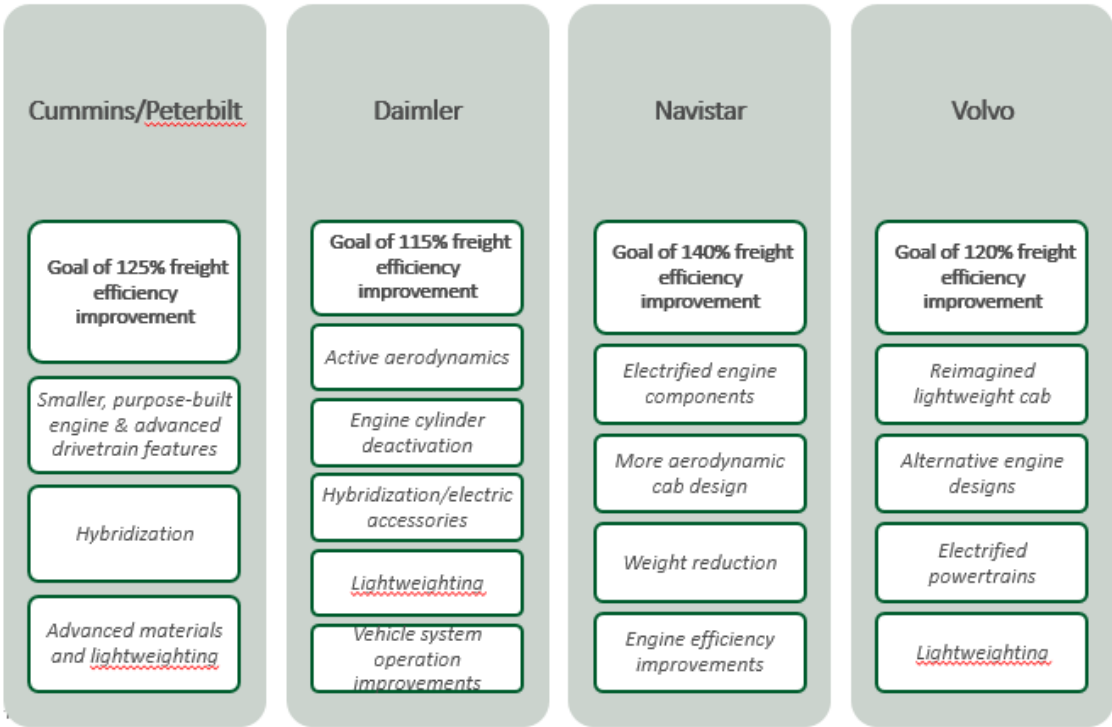 Cummins/Peterbilt
Goal of 125% freight
efficiency
improvement
Smaller, purpose-built
engine & advanced
drivetrain features
Hybridization
Advanced materials
and lightweighting
Daimler
Goal of 115% freight
efficiency
improvement
Active aerodynamics
Engine cylinder
deactivation
Hybridization/electric
accessories
Lightweighting
Vehicle system
operation
improvements
Navistar
Goal of 140% freight
efficiency
improvement
Electrified engine
components
More aerodynamic
cab design
Weight reduction
Engine efficiency
improvements
Volvo
Goal of 120% freight
efficiency
improvement
Reimagined
lightweight cab
Alternative engine
designs
Electrified
powertrains
Lightweighting